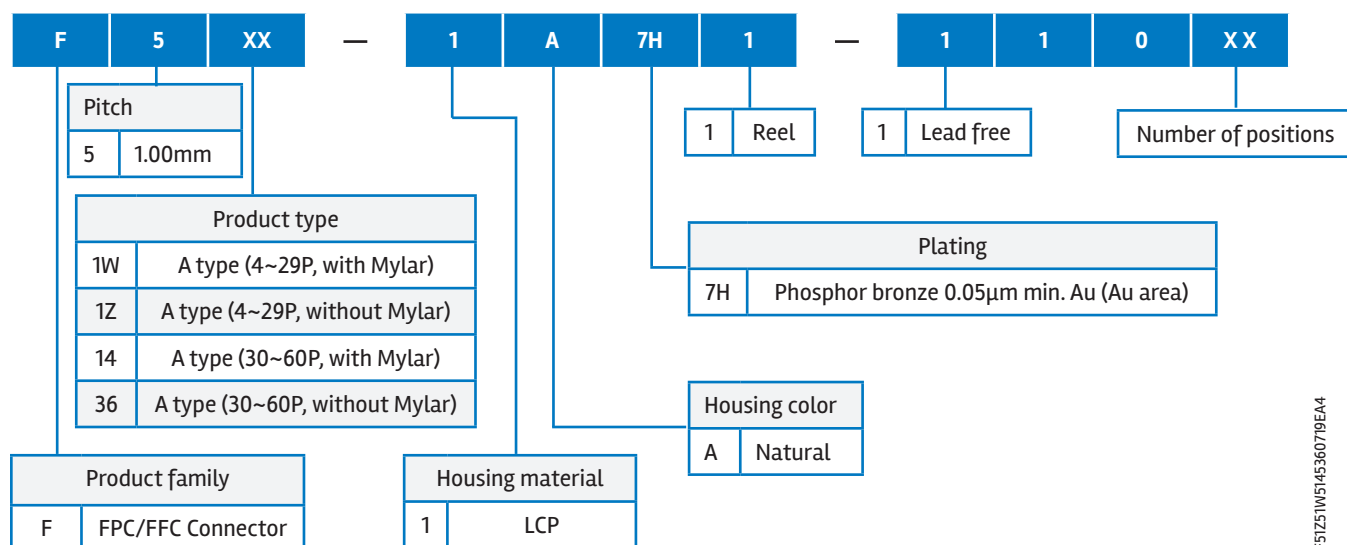 F 5 XX — 1 A 7H 1 — 1 1 0 X X
Pitch
5 1.00mm
1 Reel
1 Lead free
Number of positions
Product type
1W A type (4~29P, with Mylar)
1Z A type (4~29P, without Mylar)
14 A type (30~60P, with Mylar)
36 A type (30~60P, without Mylar)
Plating
7H Phosphor bronze 0.05µm min. Au (Au area)
Housing color
A Natural
Product family
F FPC/FFC Connector
Housing material
1 LCP
51Z51W5145360719EA4